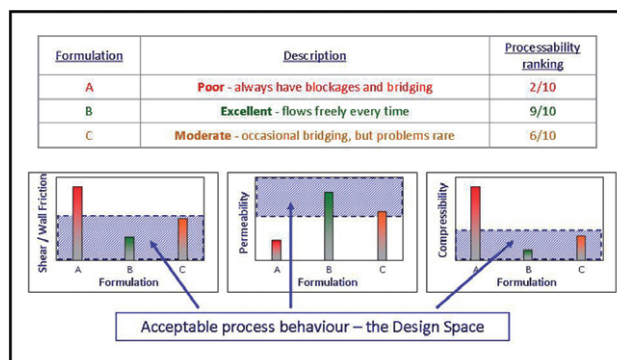 Formulation Description Processability ranking
A Poor - always have blockages and bridging 2/10
B Excellent - flows freely every time 9/10
C Moderate - occasional bridging, but problems rare 6/10
Shear / Wall Friction
A B C
Formulation
Permeability
A B C
Formulation
Compressibility
A B C
Formulation
Acceptable process behaviour – the Design Space